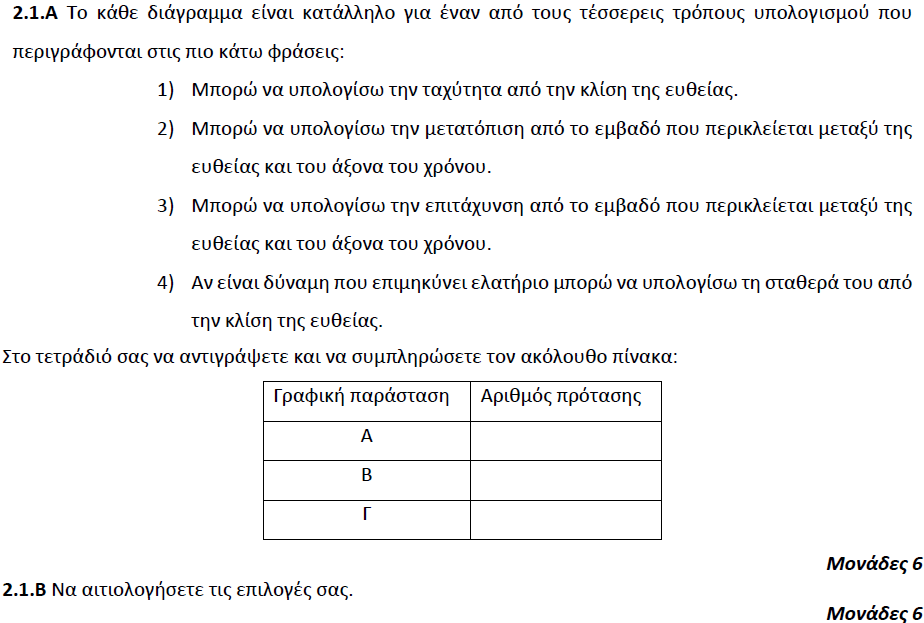 2.1.Α Το κάθε διάγραμμα είναι κατάλληλο για έναν από τους τέσσερεις τρόπους υπολογισμού που
περιγράφονται στις πιο κάτω φράσεις:
1) Μπορώ να υπολογίσω την ταχύτητα από την κλίση της ευθείας.
2) Μπορώ να υπολογίσω την μετατόπιση από το εμβαδό που περικλείεται μεταξύ της
ευθείας και του άξονα του χρόνου.
3) Μπορώ να υπολογίσω την επιτάχυνση από το εμβαδό που περικλείεται μεταξύ της
ευθείας και του άξονα του χρόνου.
4) Αν είναι δύναμη που επιμηκύνει ελατήριο μπορώ να υπολογίσω τη σταθερά του από
την κλίση της ευθείας.
Στο τετράδιό σας να αντιγράψετε και να συμπληρώσετε τον ακόλουθο πίνακα:
Γραφική παράσταση Αριθμός πρότασης
Α
Β
Γ
Μονάδες 6
2.1.Β Να αιτιολογήσετε τις επιλογές σας.
Μονάδες 6